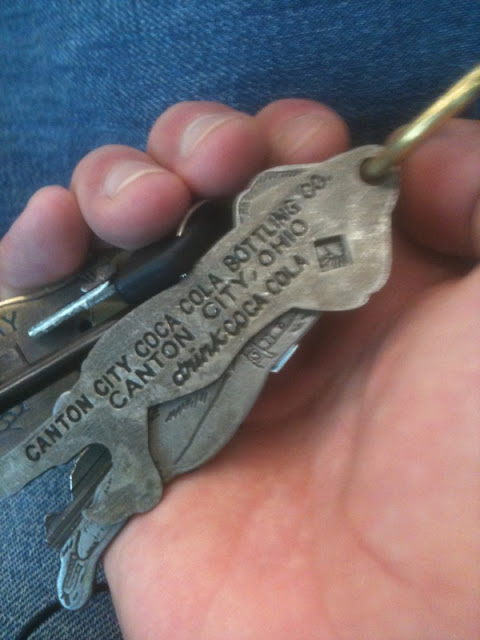 CANTON CITY COCA COLA BOTTLING CO.
CANTON CITY, OHIO
drink COCA COLA